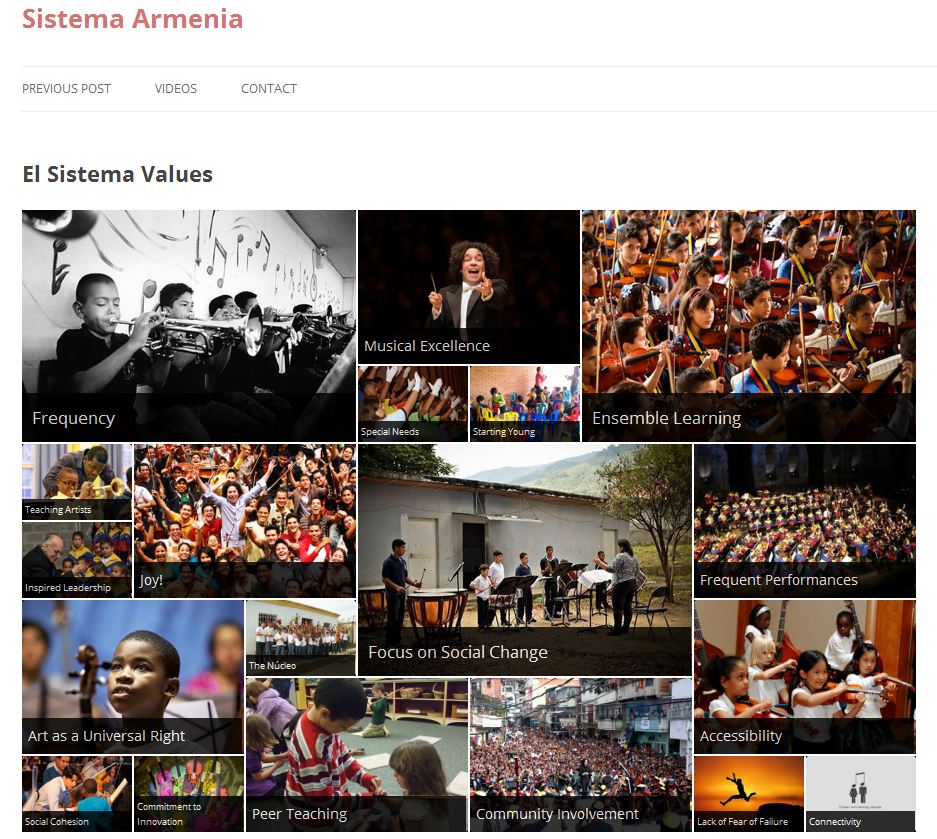 Sistema Armenia
PREVIOUS POST
VIDEOS
CONTACT
El Sistema Values
Frequency
Musical Excellence
Special Needs
Starting Young
Ensemble Learning
Teaching Artists
Inspired Leadership
Joy!
Focus on Social Change
Frequent Performances
Art as a Universal Right
The Núcleo
Accessibility
Social Cohesion
Commitment to
Innovation
Peer Teaching
Community Involvement
Lack of Fear of Failure
Connectivity